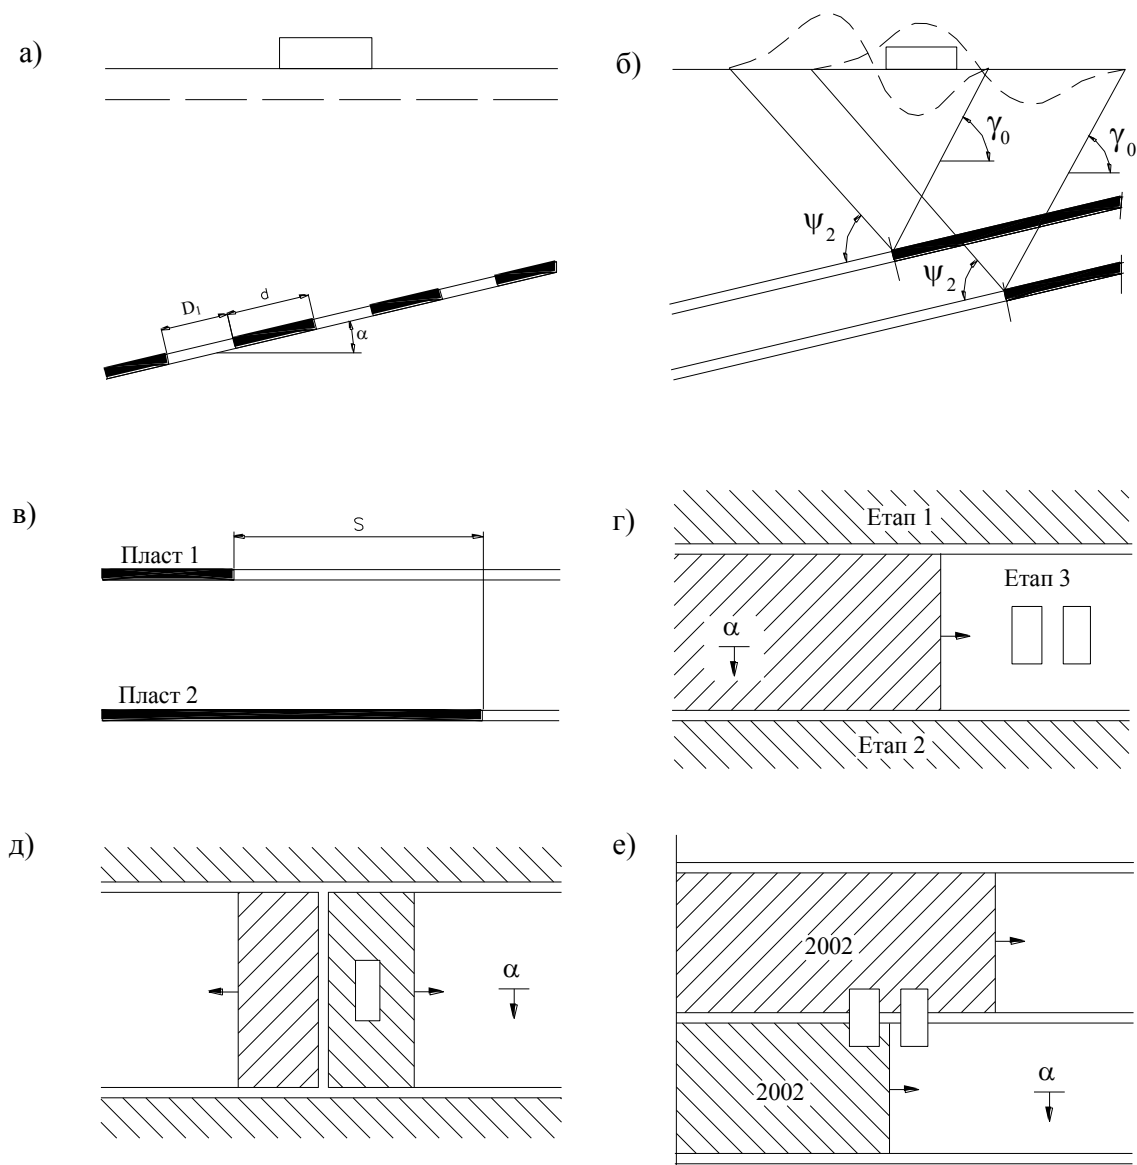 а)
D₁
d
α
б)
γ₀
γ₀
ψ₂
ψ₂
в)
S
Пласт 1
Пласт 2
г)
Етап 1
Етап 3
α
Етап 2
д)
α
е)
2002
2002
α